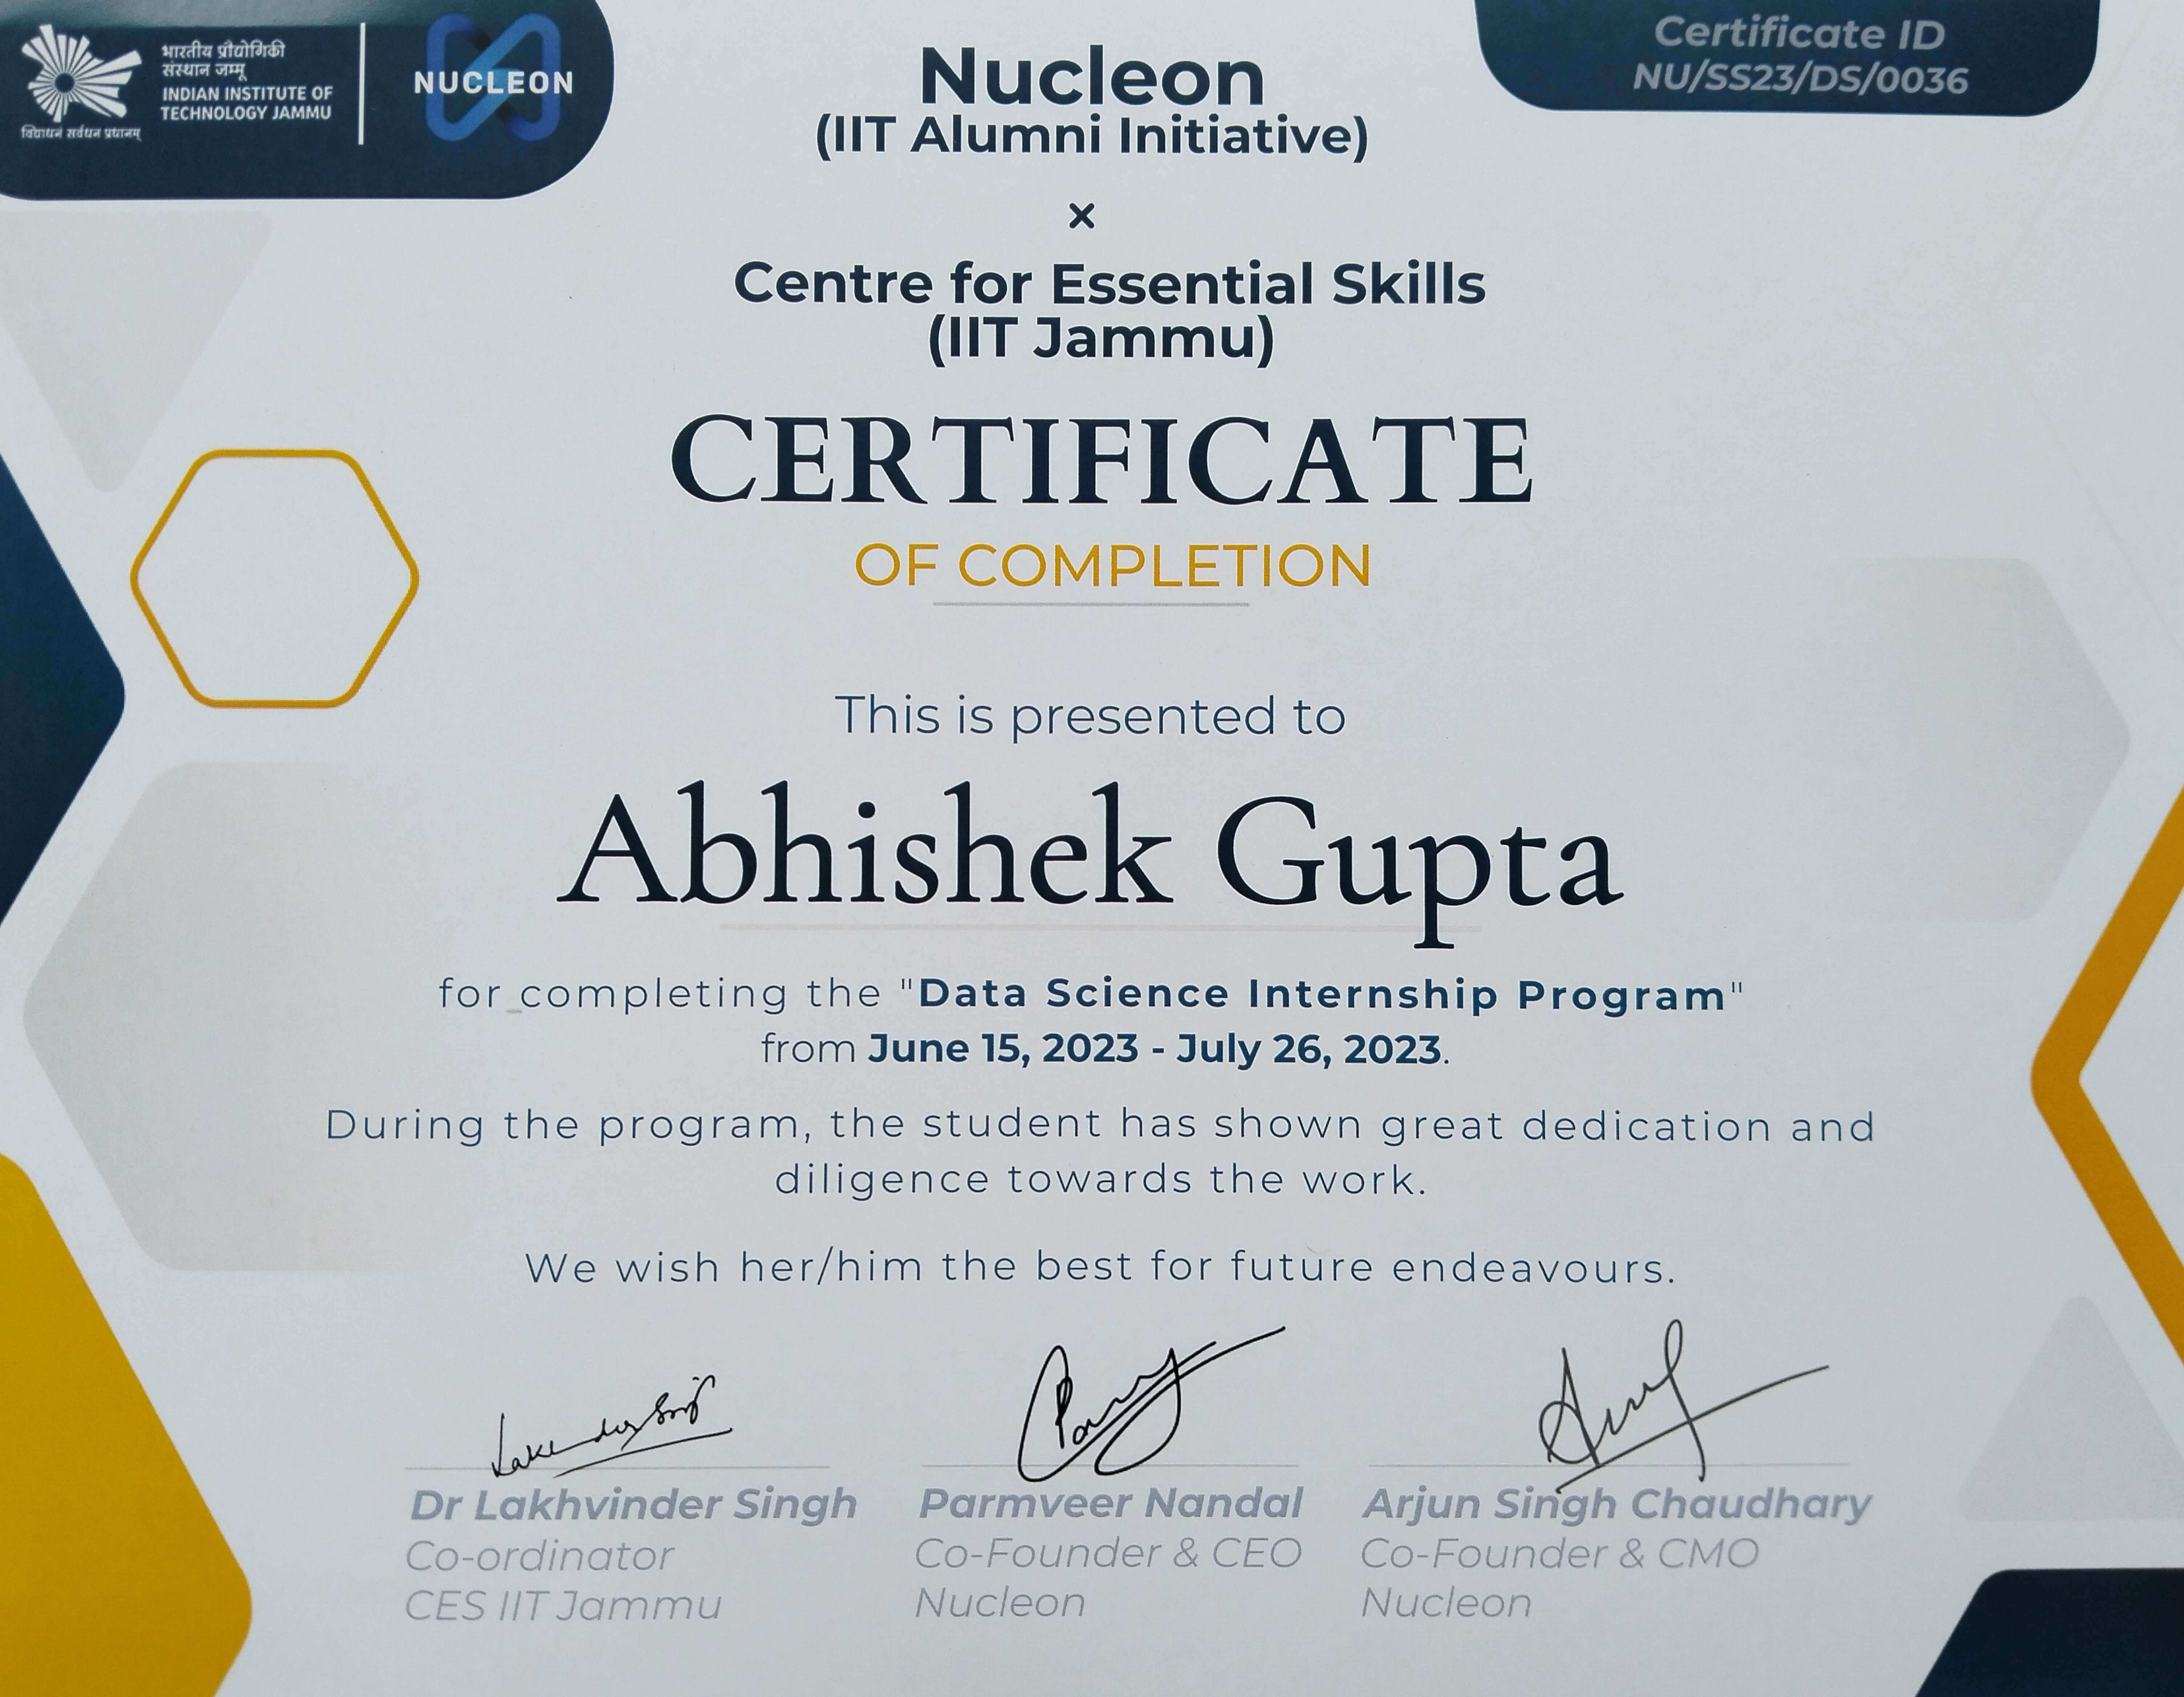 भारतीय प्रौद्योगिकी
संस्थान जम्मू
INDIAN INSTITUTE OF
TECHNOLOGY JAMMU
विद्याधनं सर्वधन प्रधानम्
NUCLEON
Certificate ID
NU/SS23/DS/0036
Nucleon
(IIT Alumni Initiative)
×
Centre for Essential Skills
(IIT Jammu)
CERTIFICATE
OF COMPLETION
This is presented to
Abhishek Gupta
for completing the "Data Science Internship Program"
from June 15, 2023 - July 26, 2023.
During the program, the student has shown great dedication and
diligence towards the work.
We wish her/him the best for future endeavours.
Dr Lakhvinder Singh
Co-ordinator
CES IIT Jammu
Parmveer Nandal
Co-Founder & CEO
Nucleon
Arjun Singh Chaudhary
Co-Founder & CMO
Nucleon